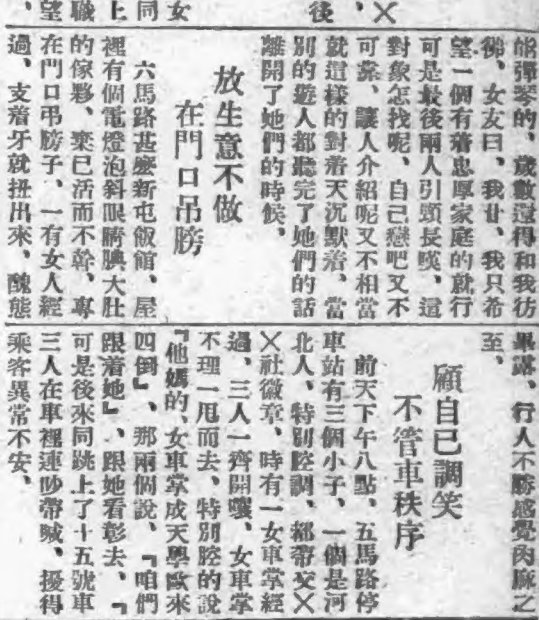 ×
、
後
女
同
上
職
望、
能彈琴的、歲數還得和我彷
彿、女友曰、我廿、我只希
望一個有着忠厚家庭的就行
可是最後兩人引頸長嘆、這
對象怎找呢、自己戀吧又不
可靠、讓人介紹呢又不相當
就這樣的對着天沉默着、當
別的遊人都聽完了她們的話
離開了她們的時候、
放生意不做
在門口吊膀
六馬路甚麼新屯飯館、屋
裡有個電燈泡斜眼睛腆大肚
的傢夥、棄已活而不幹、專
在門口弔膀子、一有女人經
過、支着牙就扭出來、醜態
畢露、行人不勝感覺肉麻之
至、
顧自己調笑
不管車秩序
前天下午八點、五馬路停
車站有三個小子、一個是河
北人、特別腔調、都帶交×
×社徽章、時有一女車掌經
過、三人一齊開嚷、女車掌
不理一甩而去、特別腔的說
『他媽的、女車掌成天學歐來
四倒』、那兩個說、『咱們
跟着她』、跟她看彰去、『
可是後來同跳上了十五號車
三人在車裡連吵帶喊、擾得
乘客異常不安、